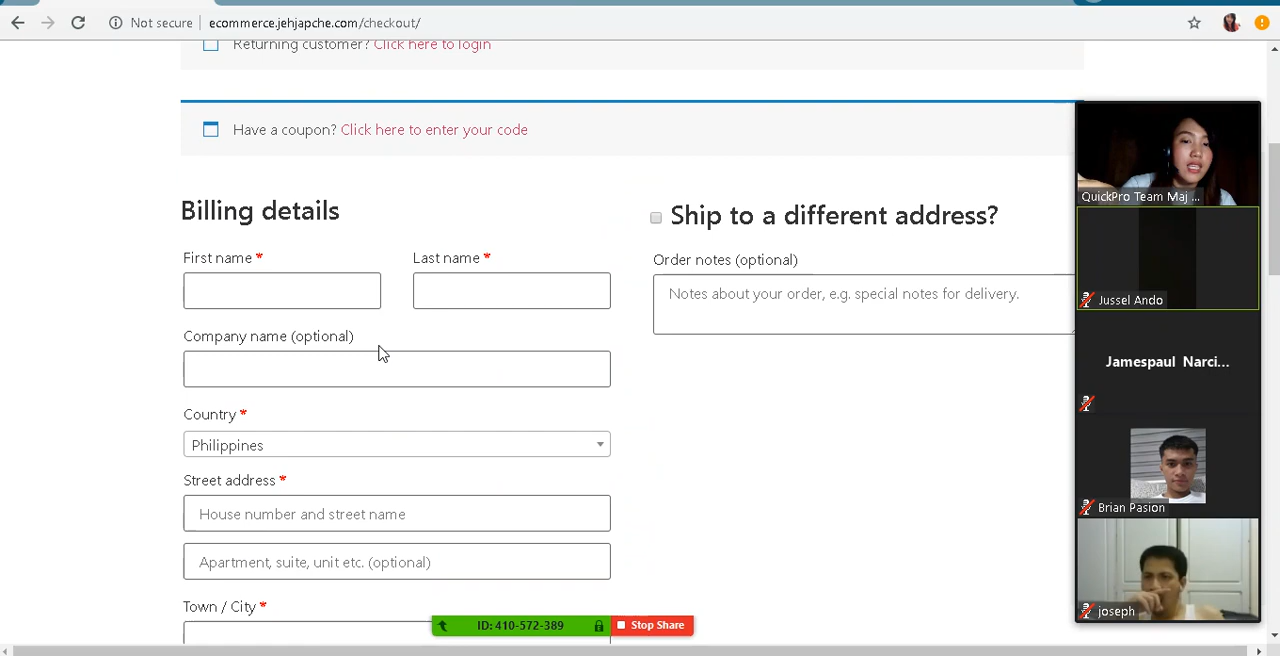 Not secure
ecommerce.jehjapche.com/checkout/
Returning customer? Click here to login
Have a coupon? Click here to enter your code
Billing details
Ship to a different address?
First name *
Last name *
Order notes (optional)
Notes about your order, e.g. special notes for delivery.
Company name (optional)
Country *
Philippines
Street address *
House number and street name
Apartment, suite, unit etc. (optional)
Town / City *
ID: 410-572-389
Stop Share
QuickPro Team Maj ...
Jussel Ando
Jamespaul Narci...
Brian Pasion
joseph